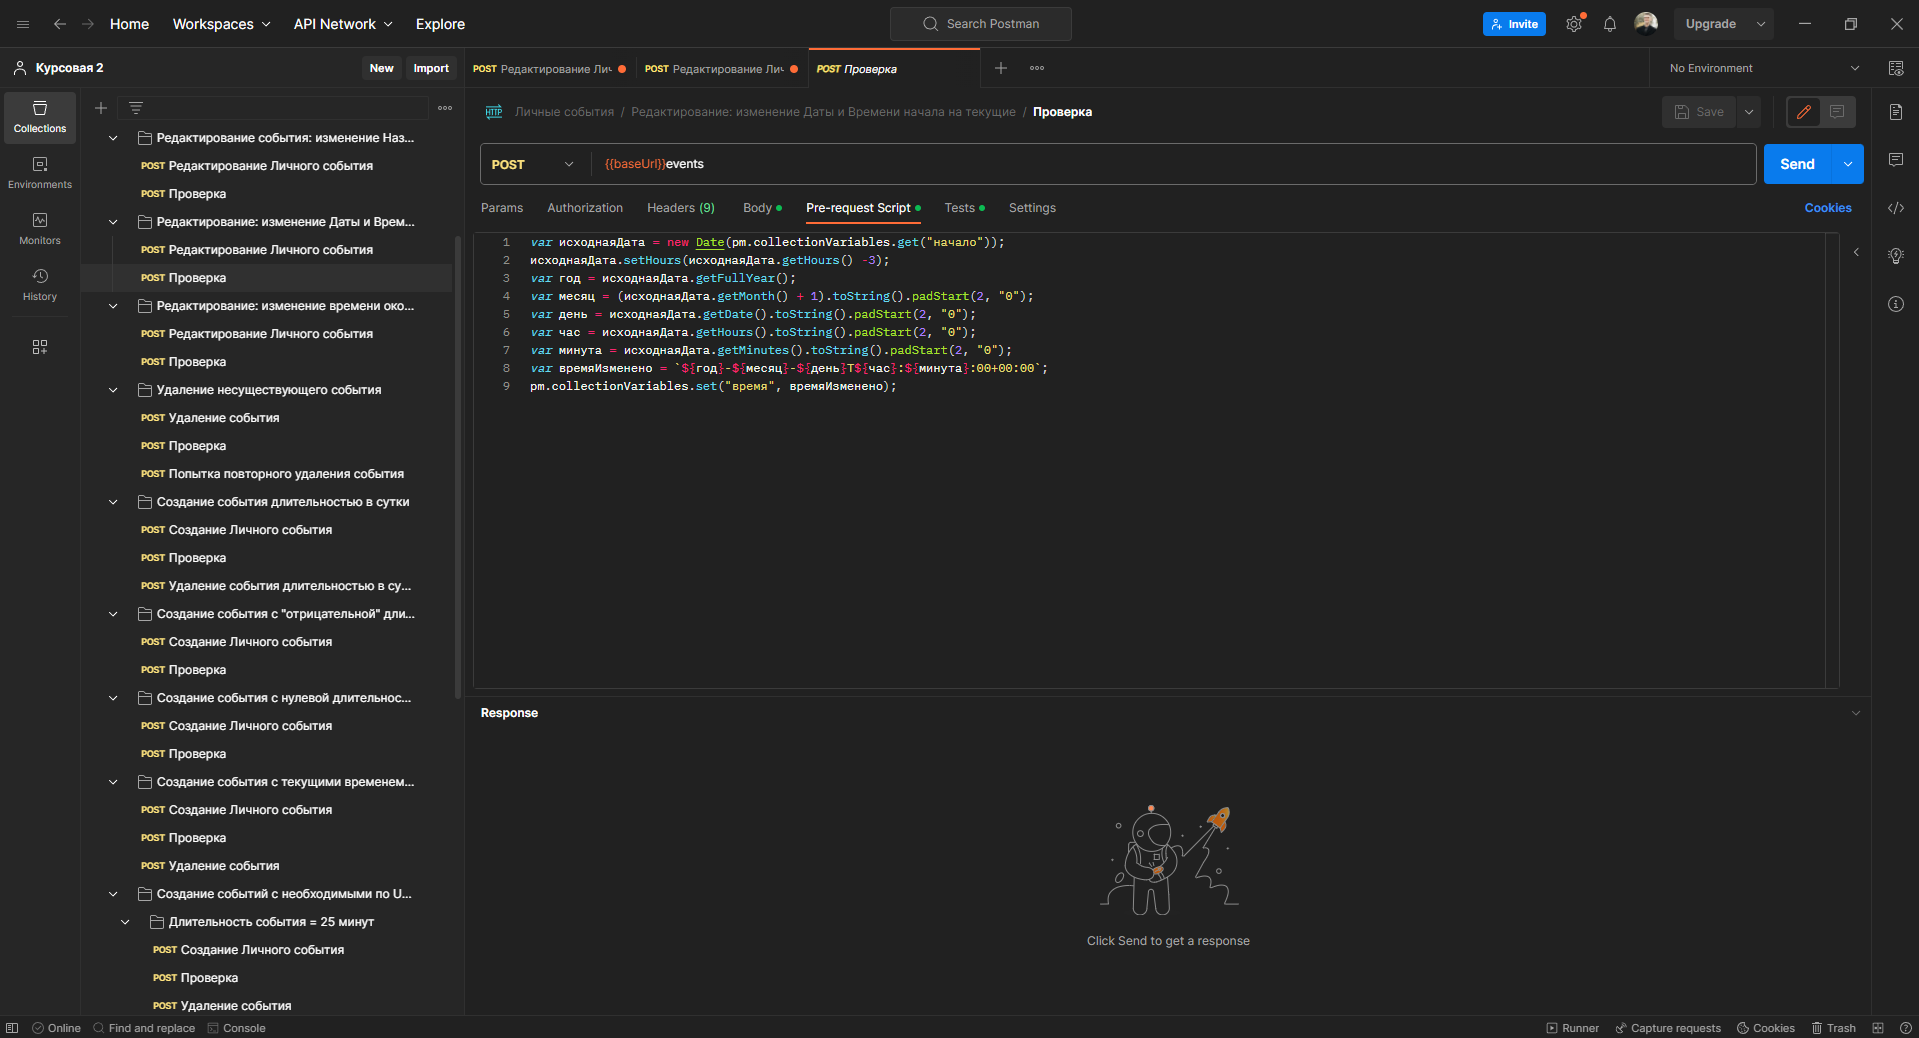 Home
Workspaces
API Network
Explore
Search Postman
Invite
Upgrade
Курсовая 2
New
Import
POST Редактирование Лич
POST Редактирование Лич
POST Проверка
No Environment
Collections
Environments
Monitors
History
Редактирование события: изменение Наз...
POST Редактирование Личного события
POST Проверка
Редактирование: изменение Даты и Врем...
POST Редактирование Личного события
POST Проверка
Редактирование: изменение времени око...
POST Редактирование Личного события
POST Проверка
Удаление несуществующего события
POST Удаление события
POST Проверка
POST Попытка повторного удаления события
Создание события длительностью в сутки
POST Создание Личного события
POST Проверка
POST Удаление события длительностью в су...
Создание события с "отрицательной" дли...
POST Создание Личного события
POST Проверка
Создание события с нулевой длительнос...
POST Создание Личного события
POST Проверка
Создание события с текущими временем...
POST Создание Личного события
POST Проверка
POST Удаление события
Создание событий с необходимыми по U...
Длительность события = 25 минут
POST Создание Личного события
POST Проверка
POST Удаление события
HTTP Личные события / Редактирование: изменение Даты и Времени начала на текущие / Проверка
Save
POST
{{baseUrl}}events
Send
Params
Authorization
Headers (9)
Body
Pre-request Script
Tests
Settings
Cookies
1 var исходнаяДата = new Date(pm.collectionVariables.get("начало"));
2 исходнаяДата.setHours(исходнаяДата.getHours() -3);
3 var год = исходнаяДата.getFullYear();
4 var месяц = (исходнаяДата.getMonth() + 1).toString().padStart(2, "0");
5 var день = исходнаяДата.getDate().toString().padStart(2, "0");
6 var час = исходнаяДата.getHours().toString().padStart(2, "0");
7 var минута = исходнаяДата.getMinutes().toString().padStart(2, "0");
8 var времяИзменено = `${год}-${месяц}-${день}T${час}:${минута}:00+00:00`;
9 pm.collectionVariables.set("время", времяИзменено);
Response
Click Send to get a response
Online
Find and replace
Console
Runner
Capture requests
Cookies
Trash